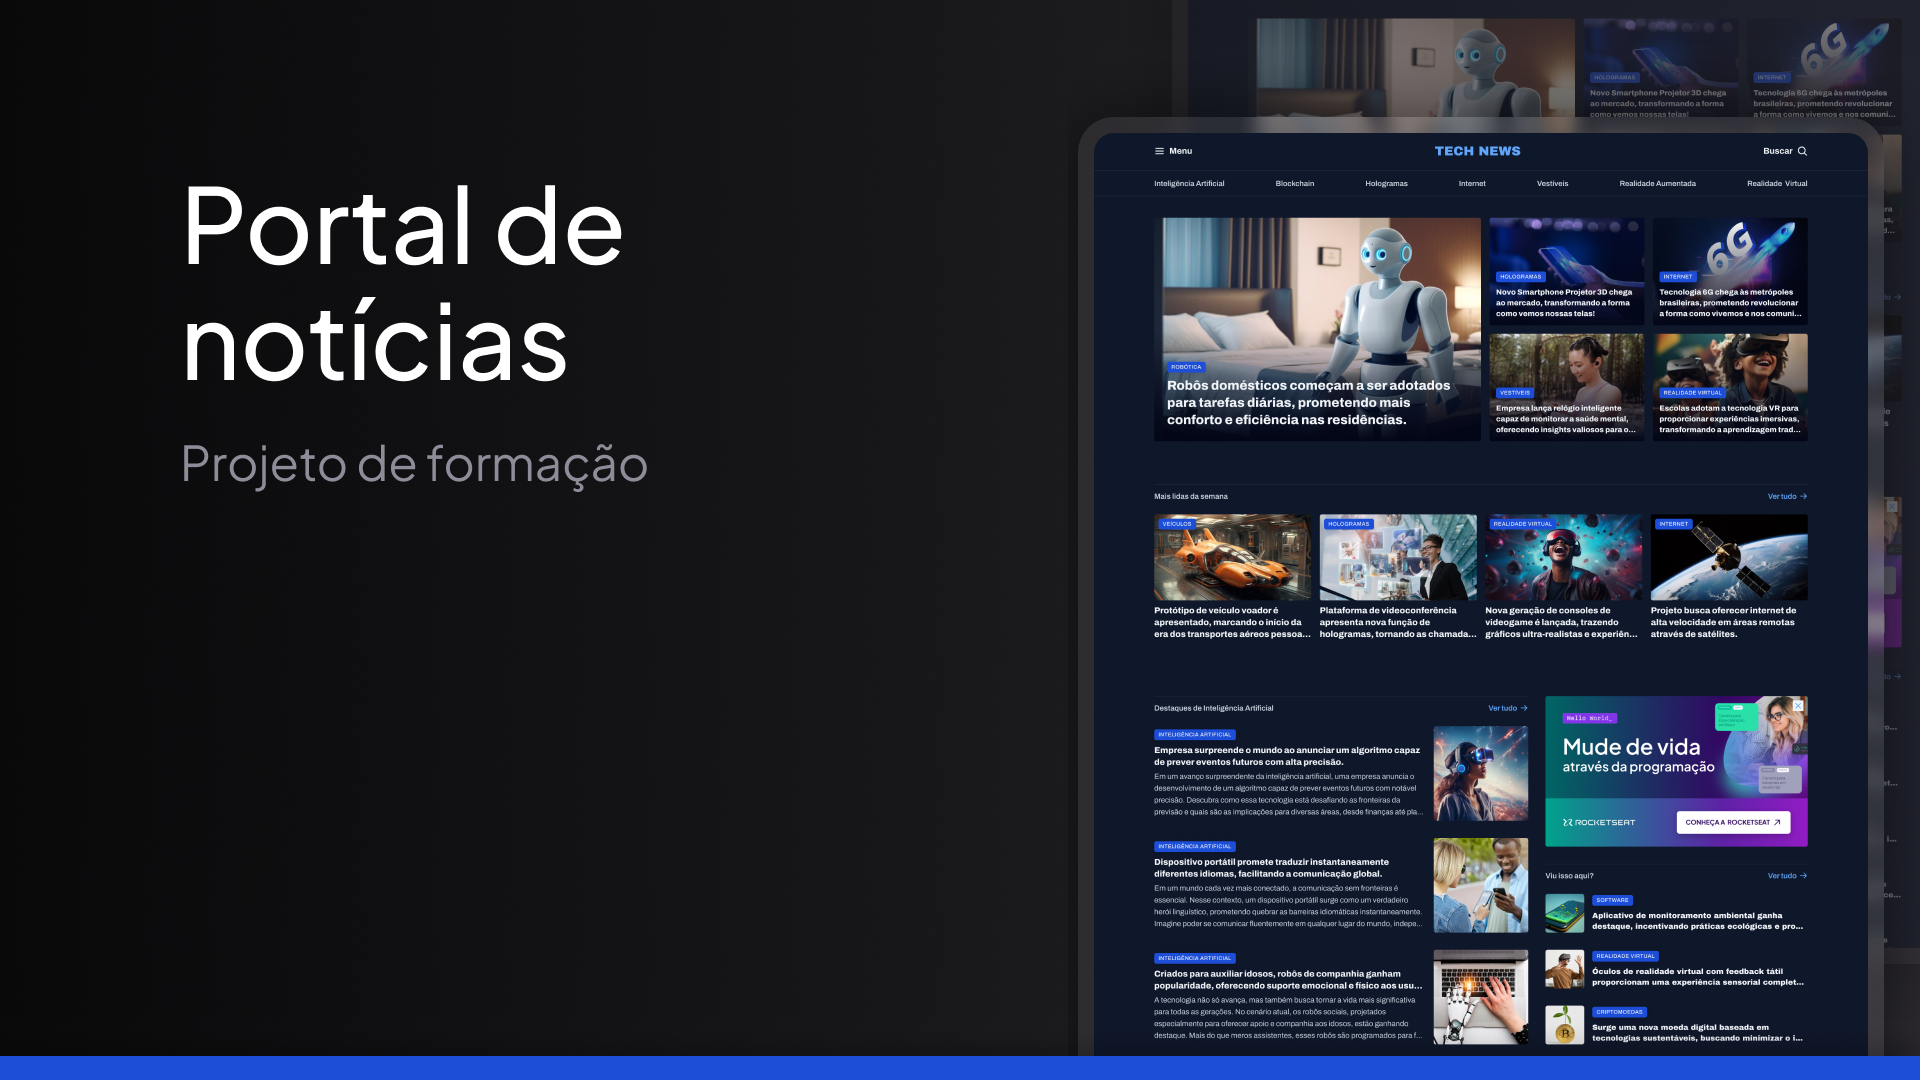 Portal de
notícias
Projeto de formação
Menu
TECH NEWS
Buscar
Inteligência Artificial
Blockchain
Hologramas
Internet
Vestíveis
Realidade Aumentada
Realidade Virtual
ROBÓTICA
Robôs domésticos começam a ser adotados
para tarefas diárias, prometendo mais
conforto e eficiência nas residências.
HOLOGRAMAS
Novo Smartphone Projetor 3D chega
ao mercado, transformando a forma
como vemos nossas telas!
6G
INTERNET
Tecnologia 6G chega às metrópoles
brasileiras, prometendo revolucionar
a forma como vivemos e nos comuni...
VESTÍVEIS
Empresa lança relógio inteligente
capaz de monitorar a saúde mental,
oferecendo insights valiosos para o...
REALIDADE VIRTUAL
Escolas adotam a tecnologia VR para
proporcionar experiências imersivas,
transformando a aprendizagem trad...
Mais lidas da semana
Ver tudo
VEÍCULOS
Protótipo de veículo voador é
apresentado, marcando o início da
era dos transportes aéreos pessoa...
HOLOGRAMAS
Plataforma de videoconferência
apresenta nova função de
hologramas, tornando as chamada...
REALIDADE VIRTUAL
Nova geração de consoles de
videogame é lançada, trazendo
gráficos ultra-realistas e experiên...
INTERNET
Projeto busca oferecer internet de
alta velocidade em áreas remotas
através de satélites.
Destaques de Inteligência Artificial
Ver tudo
INTELIGÊNCIA ARTIFICIAL
Empresa surpreende o mundo ao anunciar um algoritmo capaz
de prever eventos futuros com alta precisão.
Em um avanço surpreendente da inteligência artificial, uma empresa anuncia o
desenvolvimento de um algoritmo capaz de prever eventos futuros com notável
precisão. Descubra como essa tecnologia está desafiando as fronteiras da
previsão e quais são as implicações para diversas áreas, desde finanças até pla...
INTELIGÊNCIA ARTIFICIAL
Dispositivo portátil promete traduzir instantaneamente
diferentes idiomas, facilitando a comunicação global.
Em um mundo cada vez mais conectado, a comunicação sem fronteiras é
essencial. Nesse contexto, um dispositivo portátil surge como um verdadeiro
herói linguístico, prometendo quebrar as barreiras idiomáticas instantaneamente.
Imagine poder se comunicar fluentemente em qualquer lugar do mundo, indepe...
INTELIGÊNCIA ARTIFICIAL
Criados para auxiliar idosos, robôs de companhia ganham
popularidade, oferecendo suporte emocional e físico aos usu...
A tecnologia não só avança, mas também busca tornar a vida mais significativa
para todas as gerações. No cenário atual, os robôs sociais, projetados
especialmente para oferecer apoio e companhia aos idosos, estão ganhando
destaque. Mais do que meros assistentes, esses robôs são programados para f...
Hello World_
Mude de vida
através da programação
ROCKETSEAT
CONHEÇA A ROCKETSEAT
Viu isso aqui?
Ver tudo
SOFTWARE
Aplicativo de monitoramento ambiental ganha
destaque, incentivando práticas ecológicas e pro...
REALIDADE VIRTUAL
Óculos de realidade virtual com feedback tátil
proporcionam uma experiência sensorial complet...
CRIPTOMOEDAS
Surge uma nova moeda digital baseada em
tecnologias sustentáveis, buscando minimizar o i...
6G
HOLOGRAMAS
Novo Smartphone Projetor 3D chega
ao mercado, transformando a forma
como vemos nossas telas!
INTERNET
Tecnologia 6G chega às metrópoles
brasileiras, prometendo revolucionar
a forma como vivemos e nos comuni...